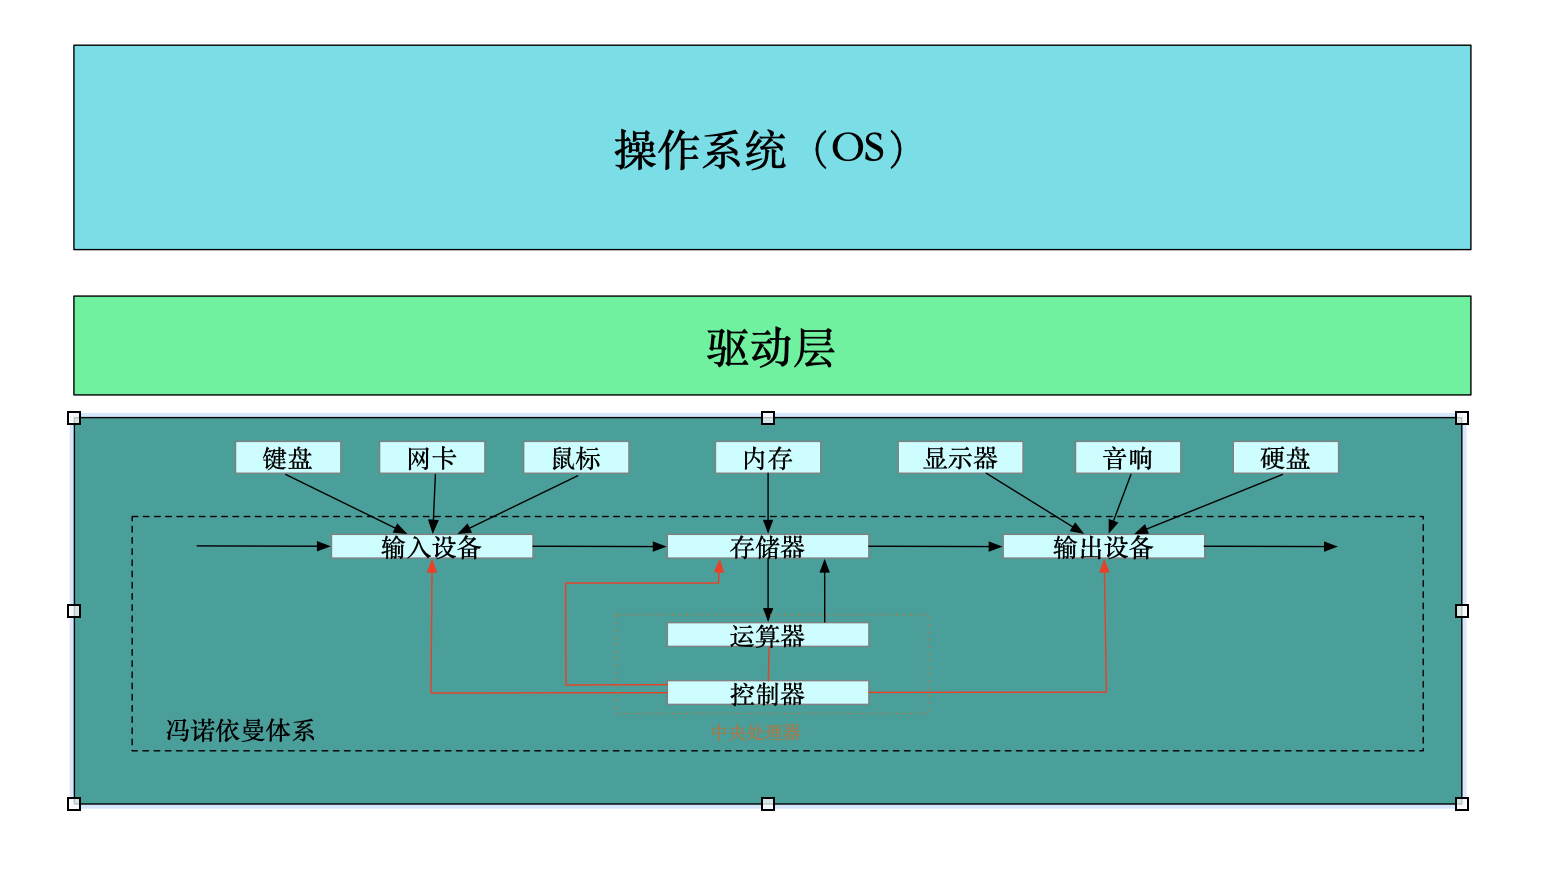 操作系统（OS）
驱动层
键盘
网卡
鼠标
内存
显示器
音响
硬盘
输入设备
存储器
输出设备
运算器
控制器
冯诺依曼体系
中央处理器